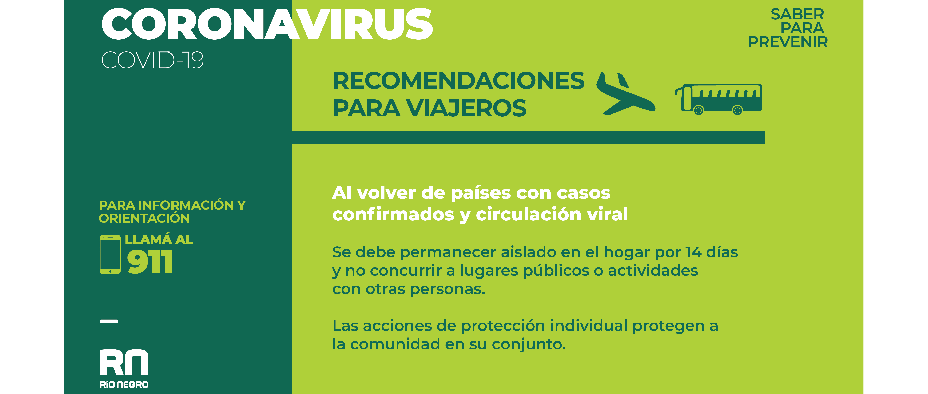 CORONAVIRUS
COVID-19
SABER
PARA
PREVENIR
RECOMENDACIONES
PARA VIAJEROS
PARA INFORMACIÓN Y
ORIENTACIÓN
LLAMÁ AL
911
RN
RÍO NEGRO
Al volver de países con casos
confirmados y circulación viral
Se debe permanecer aislado en el hogar por 14 días
y no concurrir a lugares públicos o actividades
con otras personas.
Las acciones de protección individual protegen a
la comunidad en su conjunto.